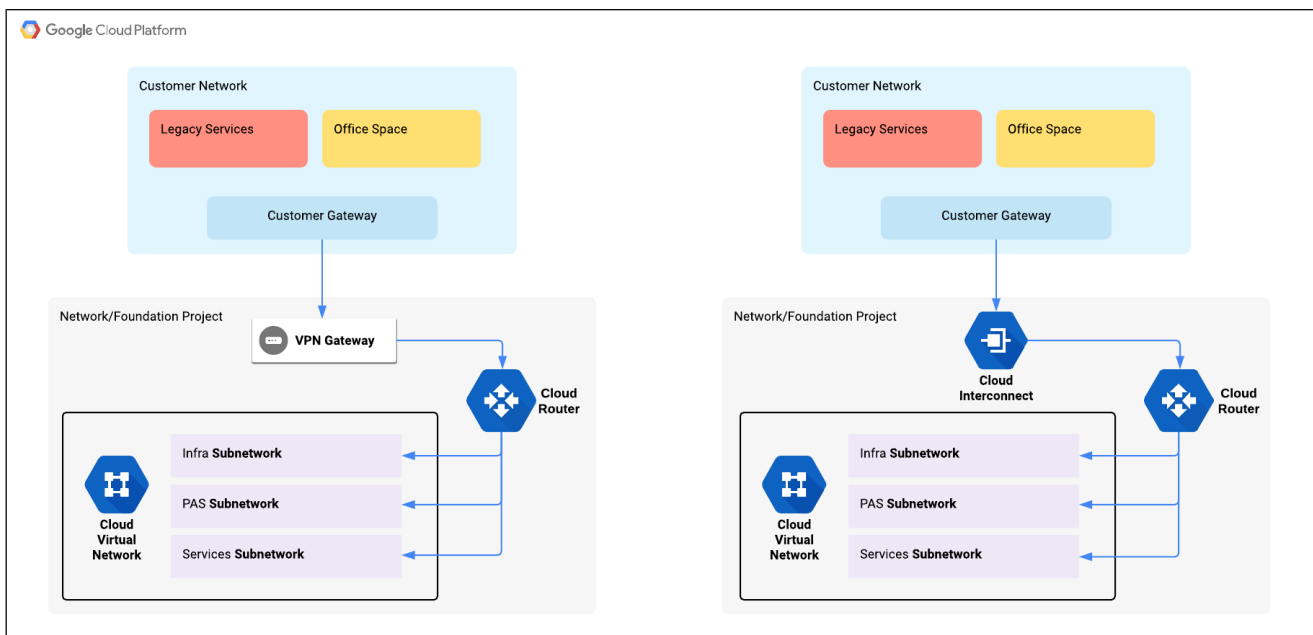 Google Cloud Platform
Customer Network
Legacy Services
Office Space
Customer Gateway
Network/Foundation Project
VPN Gateway
Cloud
Router
Infra Subnetwork
PAS Subnetwork
Services Subnetwork
Cloud
Virtual
Network
Customer Network
Legacy Services
Office Space
Customer Gateway
Network/Foundation Project
Cloud
Interconnect
Cloud
Router
Infra Subnetwork
PAS Subnetwork
Services Subnetwork
Cloud
Virtual
Network